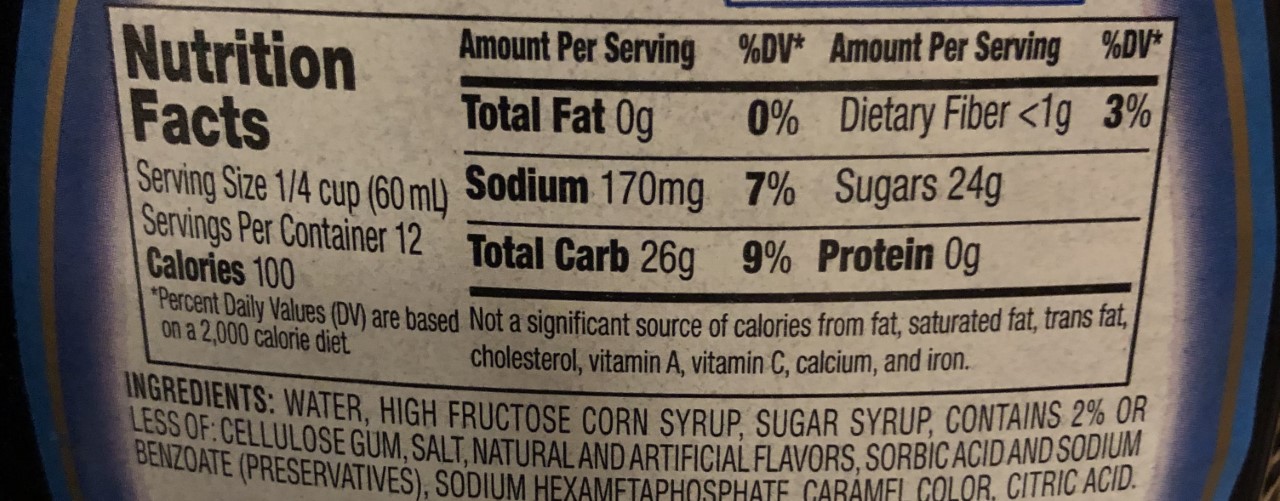 Nutrition
Facts
Serving Size 1/4 cup (60 mL)
Servings Per Container 12
Calories 100
*Percent Daily Values (DV) are based
on a 2,000 calorie diet.
Amount Per Serving %DV* Amount Per Serving %DV*
Total Fat 0g 0% Dietary Fiber <1g 3%
Sodium 170mg 7% Sugars 24g
Total Carb 26g 9% Protein 0g
Not a significant source of calories from fat, saturated fat, trans fat,
cholesterol, vitamin A, vitamin C, calcium, and iron.
INGREDIENTS: WATER, HIGH FRUCTOSE CORN SYRUP, SUGAR SYRUP, CONTAINS 2% OR
LESS OF: CELLULOSE GUM, SALT, NATURAL AND ARTIFICIAL FLAVORS, SORBIC ACID AND SODIUM
BENZOATE (PRESERVATIVES), SODIUM HEXAMETAPHOSPHATE, CARAMEL COLOR, CITRIC ACID.